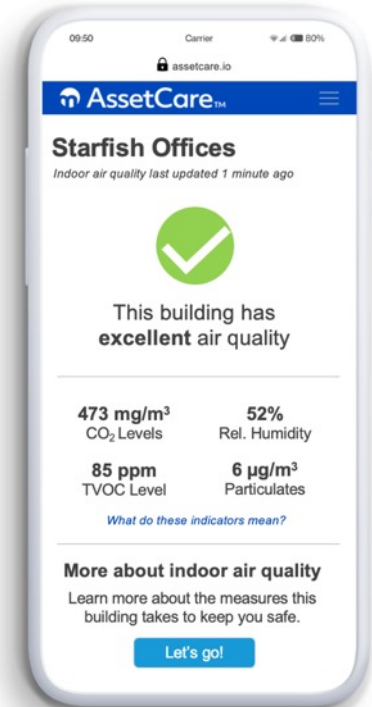 09:50 Carrier 80%
assetcare.io
AssetCare™
Starfish Offices
Indoor air quality last updated 1 minute ago
This building has
excellent air quality
473 mg/m³ 52%
CO₂ Levels Rel. Humidity
85 ppm 6 µg/m³
TVOC Level Particulates
What do these indicators mean?
More about indoor air quality
Learn more about the measures this
building takes to keep you safe.
Let's go!